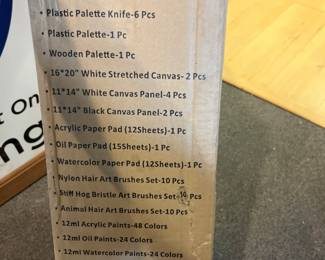 • Plastic Palette Knife-6 Pcs
• Plastic Palette-1 Pc
• Wooden Palette-1 Pc
• 16*20" White Stretched Canvas- 2 Pcs
• 11*14" White Canvas Panel-4 Pcs
• 11*14" Black Canvas Panel-2 Pcs
• Acrylic Paper Pad (12Sheets)-1 Pc
• Oil Paper Pad (15Sheets)-1 Pc
• Watercolor Paper Pad (12Sheets)-1 Pc
• Nylon Hair Art Brushes Set-10 Pcs
• Stiff Hog Bristle Art Brushes Set-10 Pcs
• Animal Hair Art Brushes Set-10 Pcs
• 12ml Acrylic Paints-48 Colors
• 12ml Oil Paints-24 Colors
• 12ml Watercolor Paints-24 Colors
t On
ng